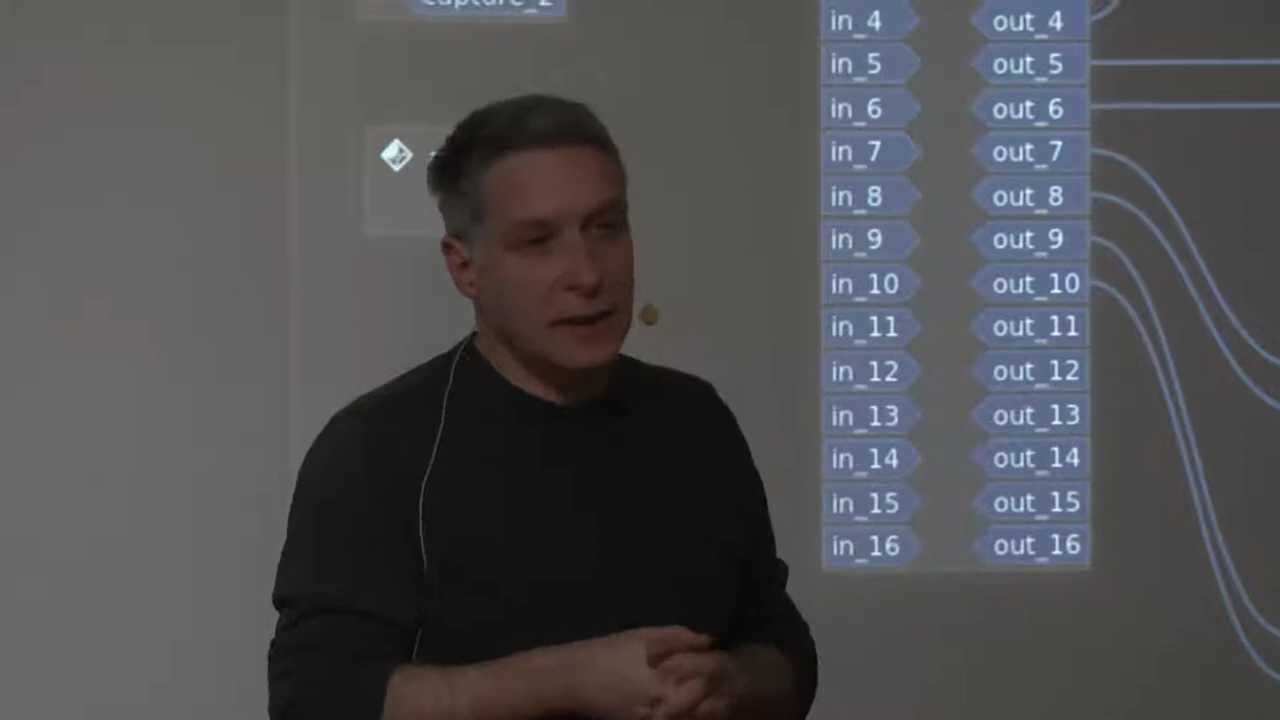 capture_2
in_4 out_4
in_5 out_5
in_6 out_6
in_7 out_7
in_8 out_8
in_9 out_9
in_10 out_10
in_11 out_11
in_12 out_12
in_13 out_13
in_14 out_14
in_15 out_15
in_16 out_16